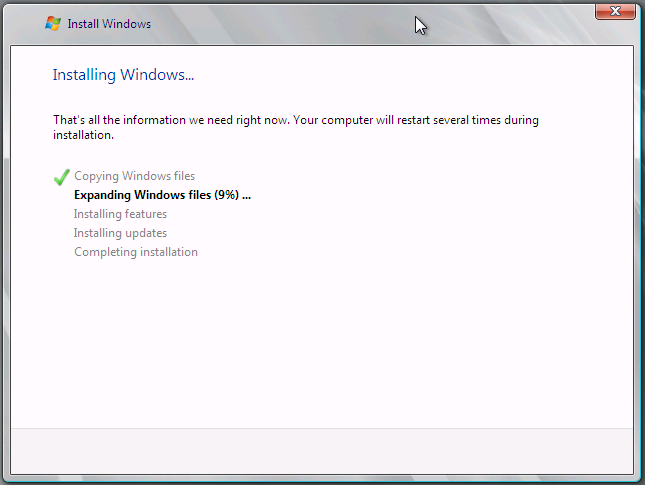 Install Windows
Installing Windows...
That's all the information we need right now. Your computer will restart several times during
installation.
Copying Windows files
Expanding Windows files (9%) ...
Installing features
Installing updates
Completing installation